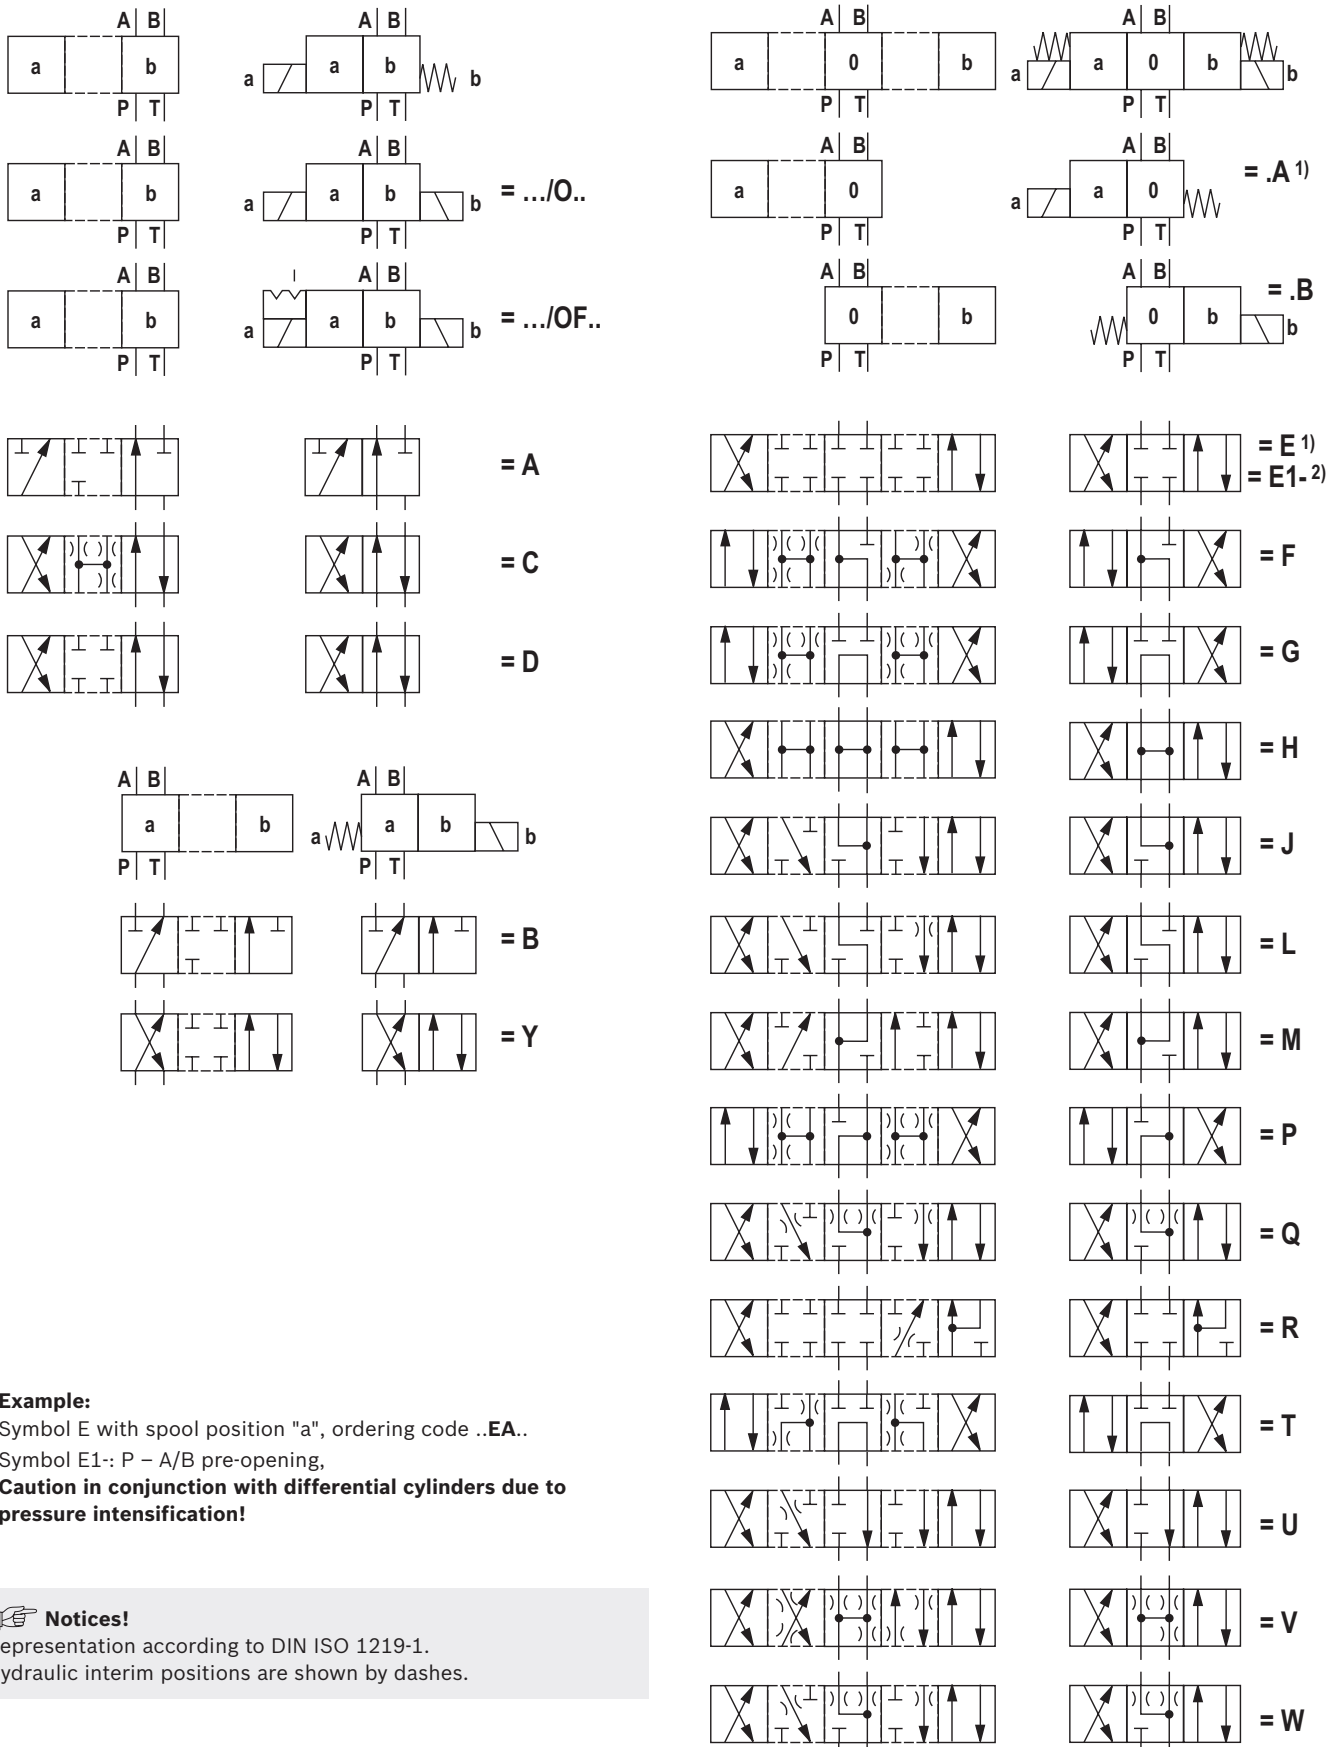 A B
a b
P T
A B
a a b b
P T
A B
a b
P T
A B
a a b b = .../O..
P T
A B
a b
P T
A B
a a b b = .../OF..
P T
= A
= C
= D
A B
a b
P T
A B
a a b b
P T
= B
= Y
Example:
Symbol E with spool position "a", ordering code ..EA..
Symbol E1-: P – A/B pre-opening,
Caution in conjunction with differential cylinders due to
pressure intensification!
Notices!
epresentation according to DIN ISO 1219-1.
ydraulic interim positions are shown by dashes.
A B
a 0 b
P T
A B
a a 0 b b
P T
A B
a 0
P T
A B
a a 0 = .A 1)
P T
A B
0 b
P T
A B
0 b b = .B
P T
= E 1)
= E1- 2)
= F
= G
= H
= J
= L
= M
= P
= Q
= R
= T
= U
= V
= W